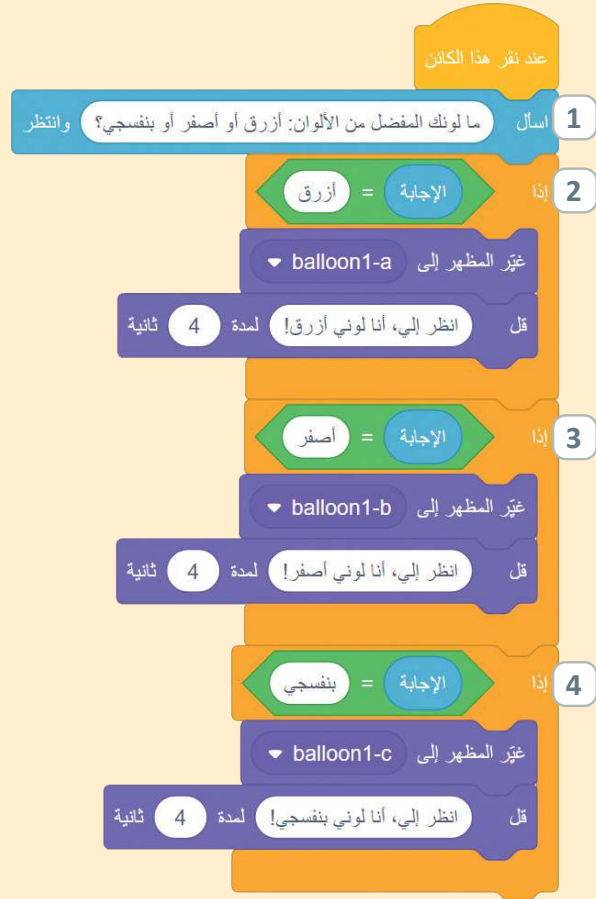 عند نقر هذا الكائن
1 اسأل ما لونك المفضل من الألوان: أزرق أو أصفر أو بنفسجي؟ وانتظر
2 إذا الإجابة = أزرق
غيّر المظهر إلى balloon1-a
قل انظر إلي، أنا لوني أزرق! لمدة 4 ثانية
3 إذا الإجابة = أصفر
غيّر المظهر إلى balloon1-b
قل انظر إلي، أنا لوني أصفر! لمدة 4 ثانية
4 إذا الإجابة = بنفسجي
غيّر المظهر إلى balloon1-c
قل انظر إلي، أنا لوني بنفسجي! لمدة 4 ثانية